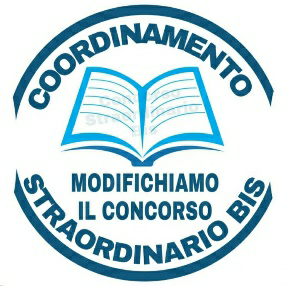 COORDINAMENTO
MODIFICHIAMO
IL CONCORSO
STRAORDINARIO BIS